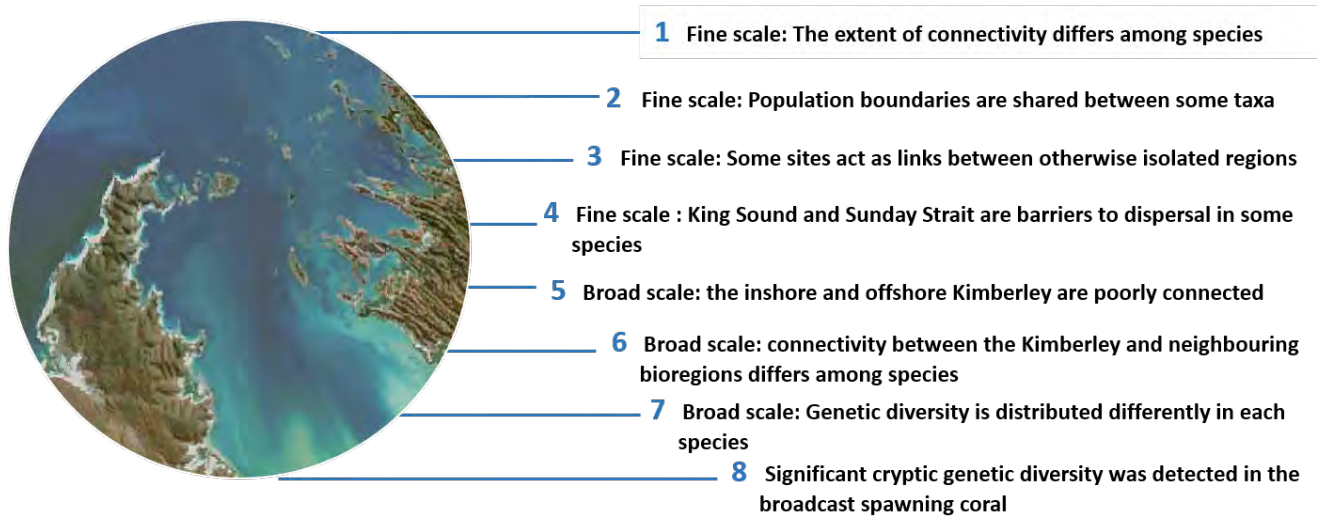 1 Fine scale: The extent of connectivity differs among species
2 Fine scale: Population boundaries are shared between some taxa
3 Fine scale: Some sites act as links between otherwise isolated regions
4 Fine scale : King Sound and Sunday Strait are barriers to dispersal in some
species
5 Broad scale: the inshore and offshore Kimberley are poorly connected
6 Broad scale: connectivity between the Kimberley and neighbouring
bioregions differs among species
7 Broad scale: Genetic diversity is distributed differently in each
species
8 Significant cryptic genetic diversity was detected in the
broadcast spawning coral